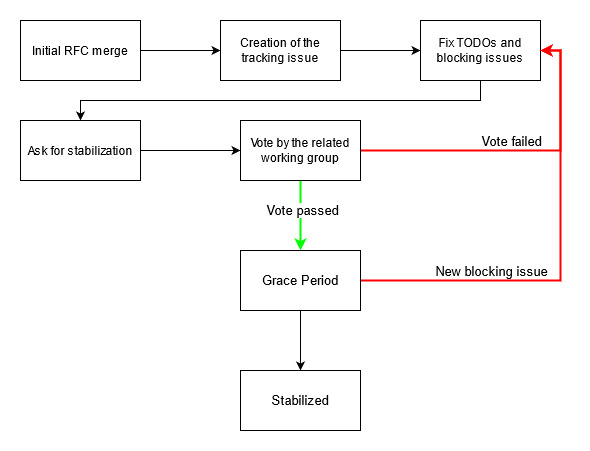 Initial RFC merge
Creation of the
tracking issue
Fix TODOs and
blocking issues
Ask for stabilization
Vote by the related
working group
Vote failed
Vote passed
Grace Period
New blocking issue
Stabilized